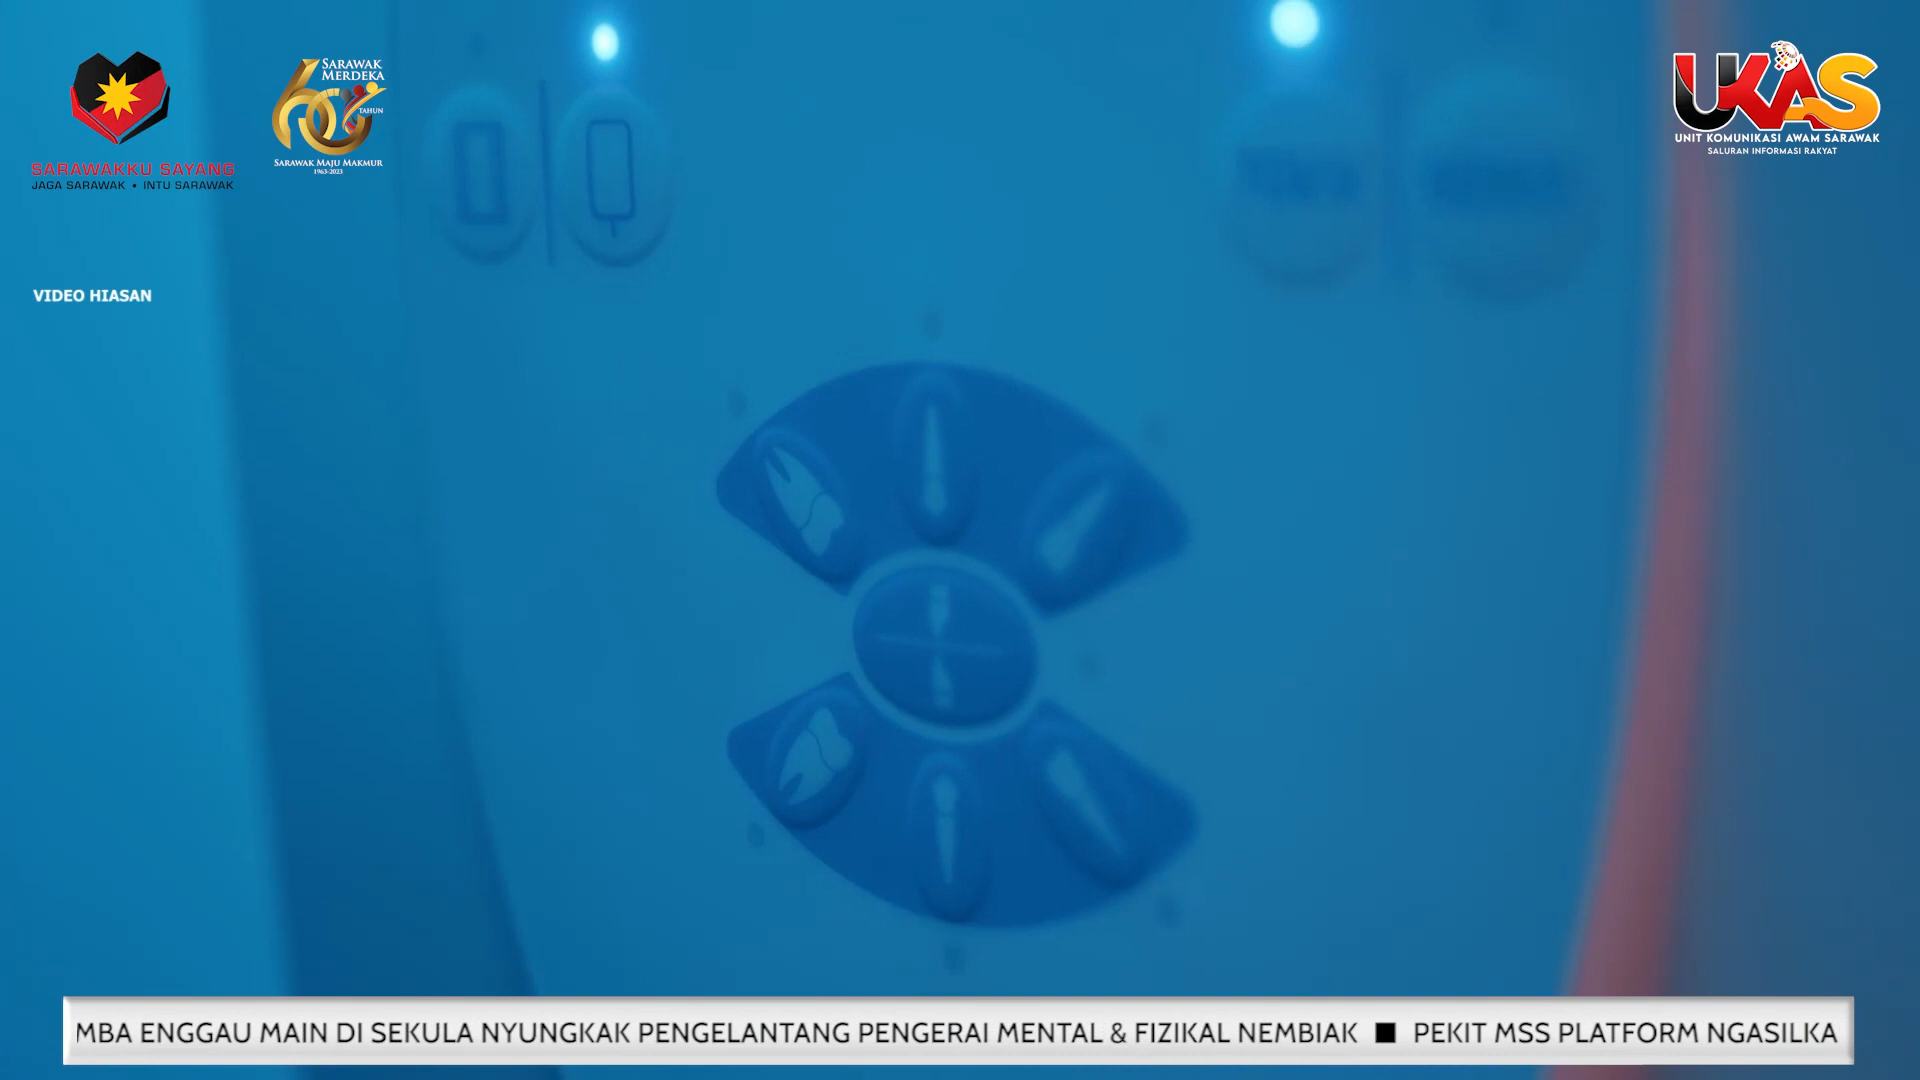 SARAWAKKU SAYANG
JAGA SARAWAK • INTU SARAWAK
60
SARAWAK
MERDEKA
TAHUN
SARAWAK MAJU MAKMUR
1963-2023
UKAS
UNIT KOMUNIKASI AWAM SARAWAK
SALURAN INFORMASI RAKYAT
VIDEO HIASAN
MBA ENGGAU MAIN DI SEKULA NYUNGKAK PENGELANTANG PENGERAI MENTAL & FIZIKAL NEMBIAK ■ PEKIT MSS PLATFORM NGASILKA